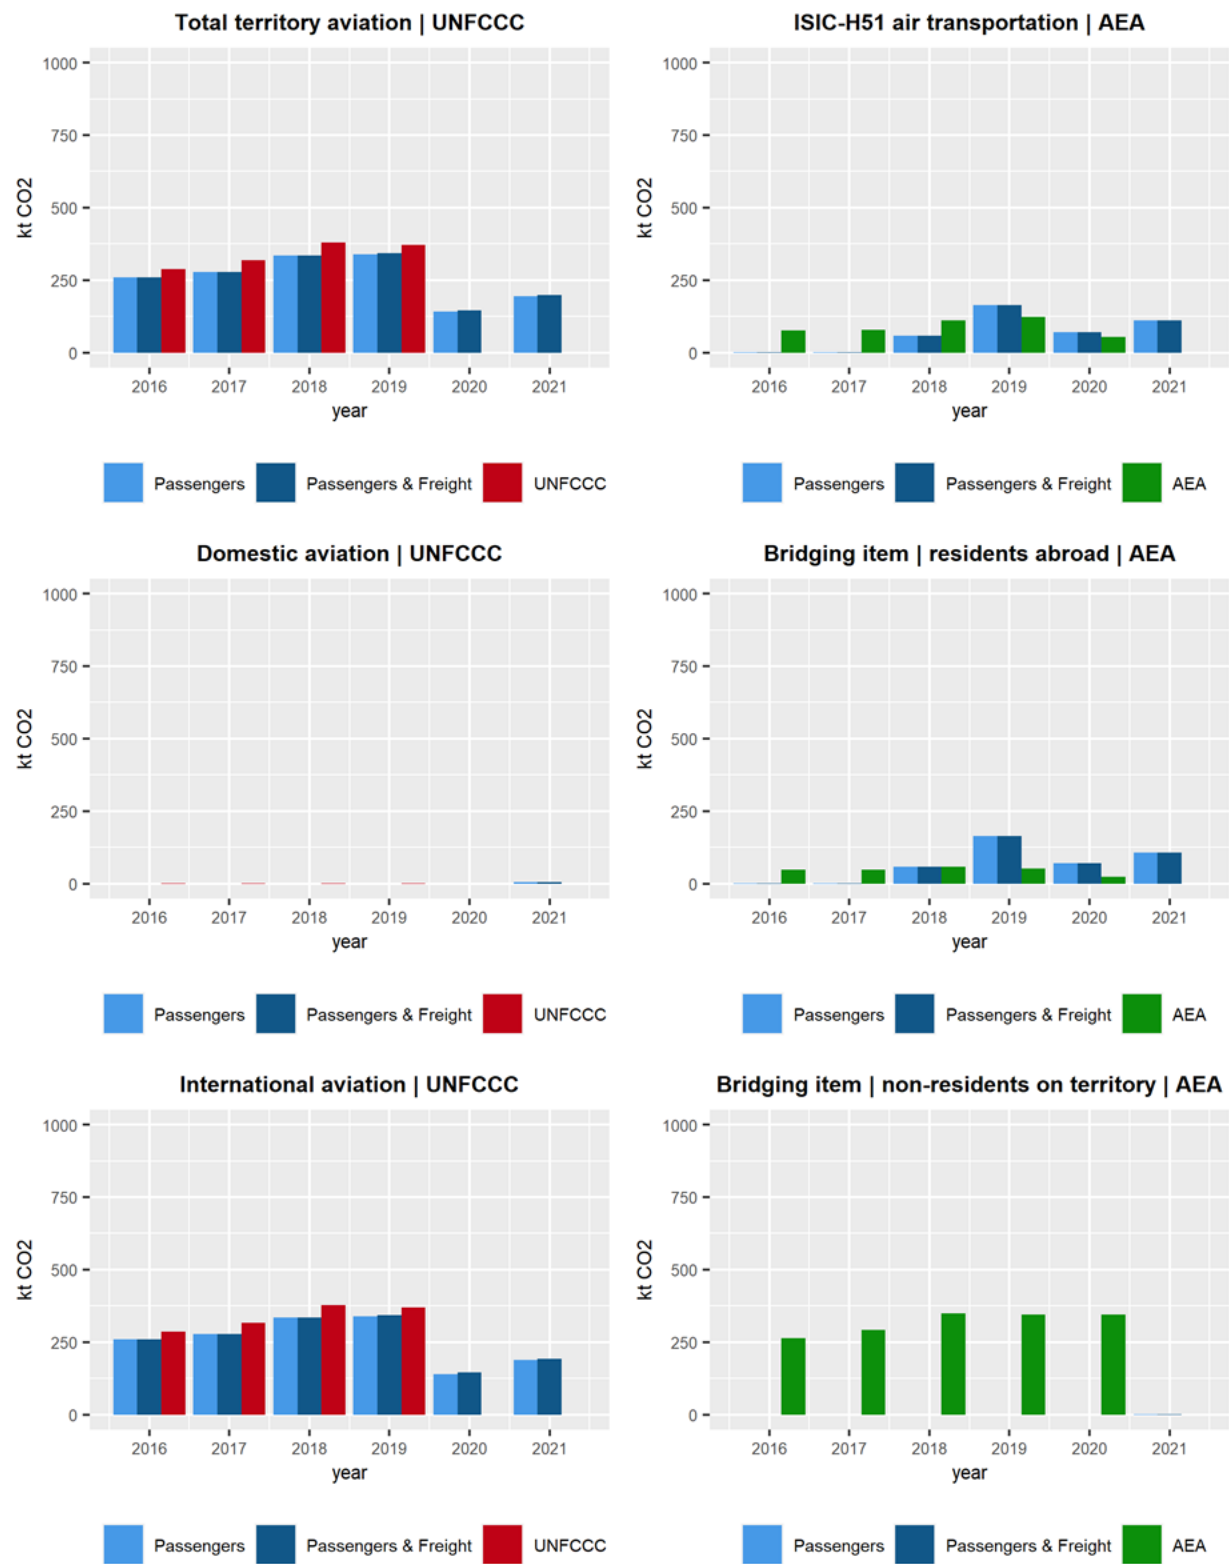 Total territory aviation | UNFCCC
1000
750
500
250
0
kt CO2
2016 2017 2018 2019 2020 2021
year
Passengers Passengers & Freight UNFCCC
ISIC-H51 air transportation | AEA
1000
750
500
250
0
kt CO2
2016 2017 2018 2019 2020 2021
year
Passengers Passengers & Freight AEA
Domestic aviation | UNFCCC
1000
750
500
250
0
kt CO2
2016 2017 2018 2019 2020 2021
year
Passengers Passengers & Freight UNFCCC
Bridging item | residents abroad | AEA
1000
750
500
250
0
kt CO2
2016 2017 2018 2019 2020 2021
year
Passengers Passengers & Freight AEA
International aviation | UNFCCC
1000
750
500
250
0
kt CO2
2016 2017 2018 2019 2020 2021
year
Passengers Passengers & Freight UNFCCC
Bridging item | non-residents on territory | AEA
1000
750
500
250
0
kt CO2
2016 2017 2018 2019 2020 2021
year
Passengers Passengers & Freight AEA